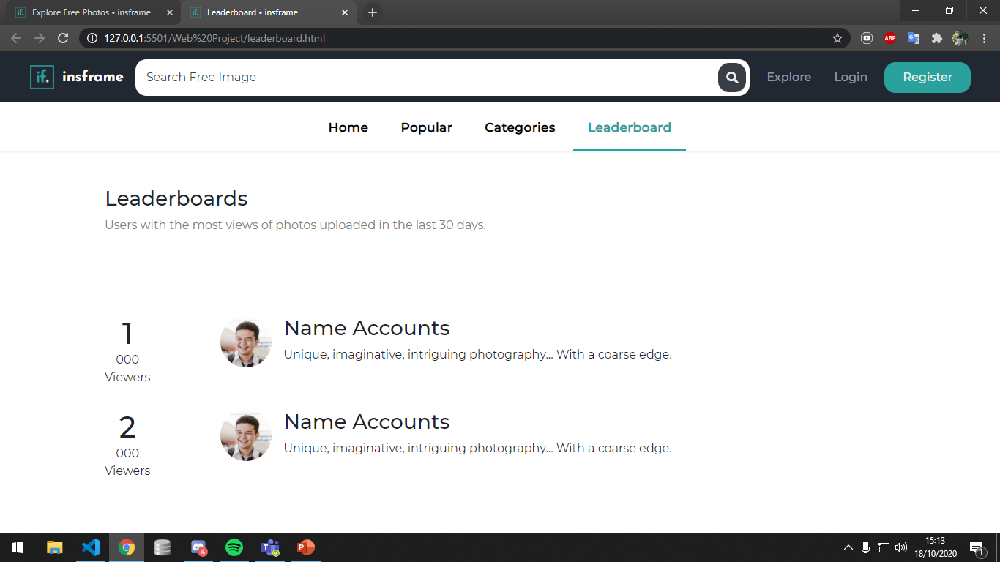 Explore Free Photos • insframe
Leaderboard • insframe
127.0.0.1:5501/Web%20Project/leaderboard.html
ABP
if. insframe
Search Free Image
Explore
Login
Register
Home
Popular
Categories
Leaderboard
Leaderboards
Users with the most views of photos uploaded in the last 30 days.
1
000
Viewers
Name Accounts
Unique, imaginative, intriguing photography... With a coarse edge.
2
000
Viewers
Name Accounts
Unique, imaginative, intriguing photography... With a coarse edge.
4
15:13
18/10/2020
1